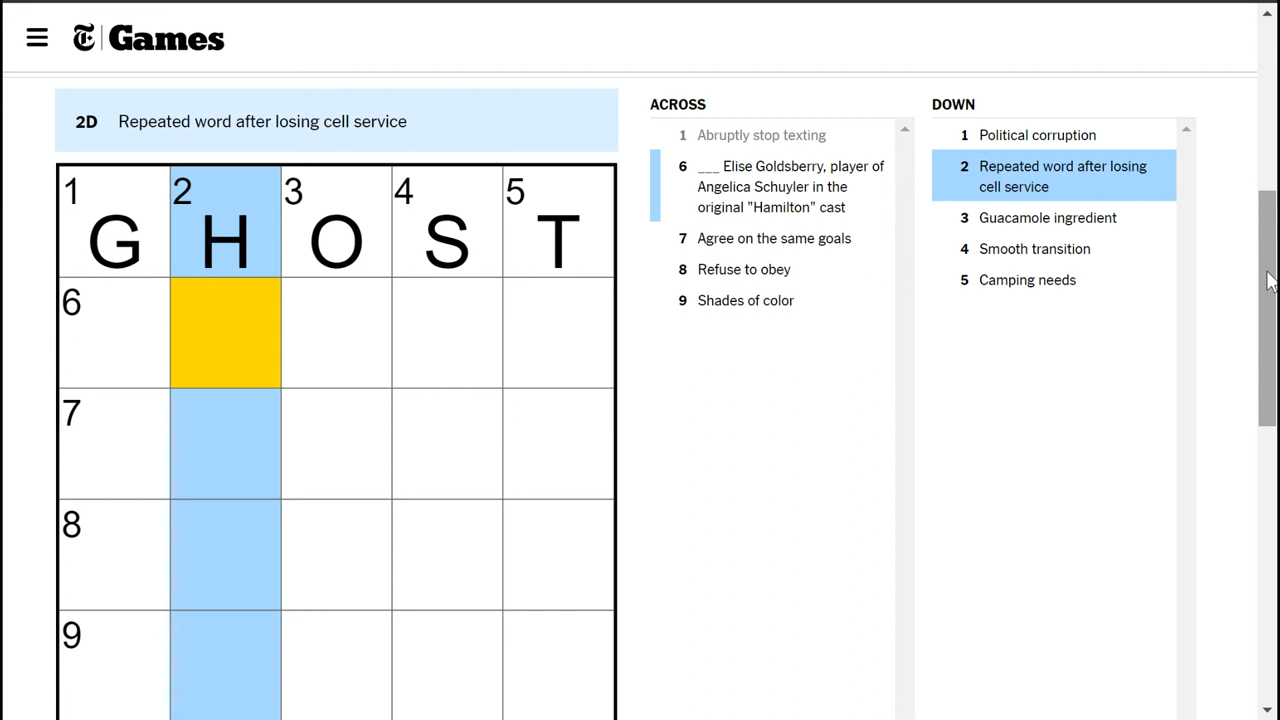 T Games
2D Repeated word after losing cell service
1 2 3 4 5
G H O S T
6
7
8
9
ACROSS
1 Abruptly stop texting
6 ___ Elise Goldsberry, player of
Angelica Schuyler in the
original "Hamilton" cast
7 Agree on the same goals
8 Refuse to obey
9 Shades of color
DOWN
1 Political corruption
2 Repeated word after losing
cell service
3 Guacamole ingredient
4 Smooth transition
5 Camping needs